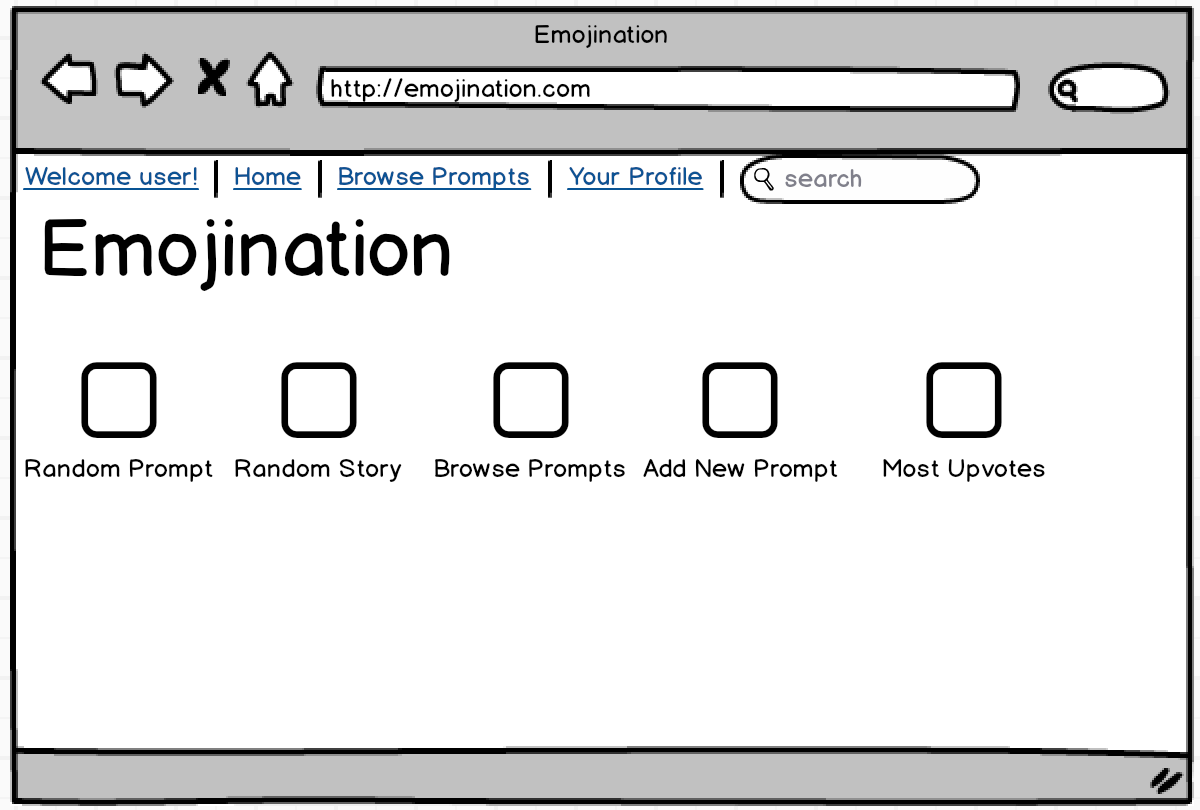 Emojination
http://emojination.com
Welcome user! | Home | Browse Prompts | Your Profile | search
Emojination
Random Prompt Random Story Browse Prompts Add New Prompt Most Upvotes